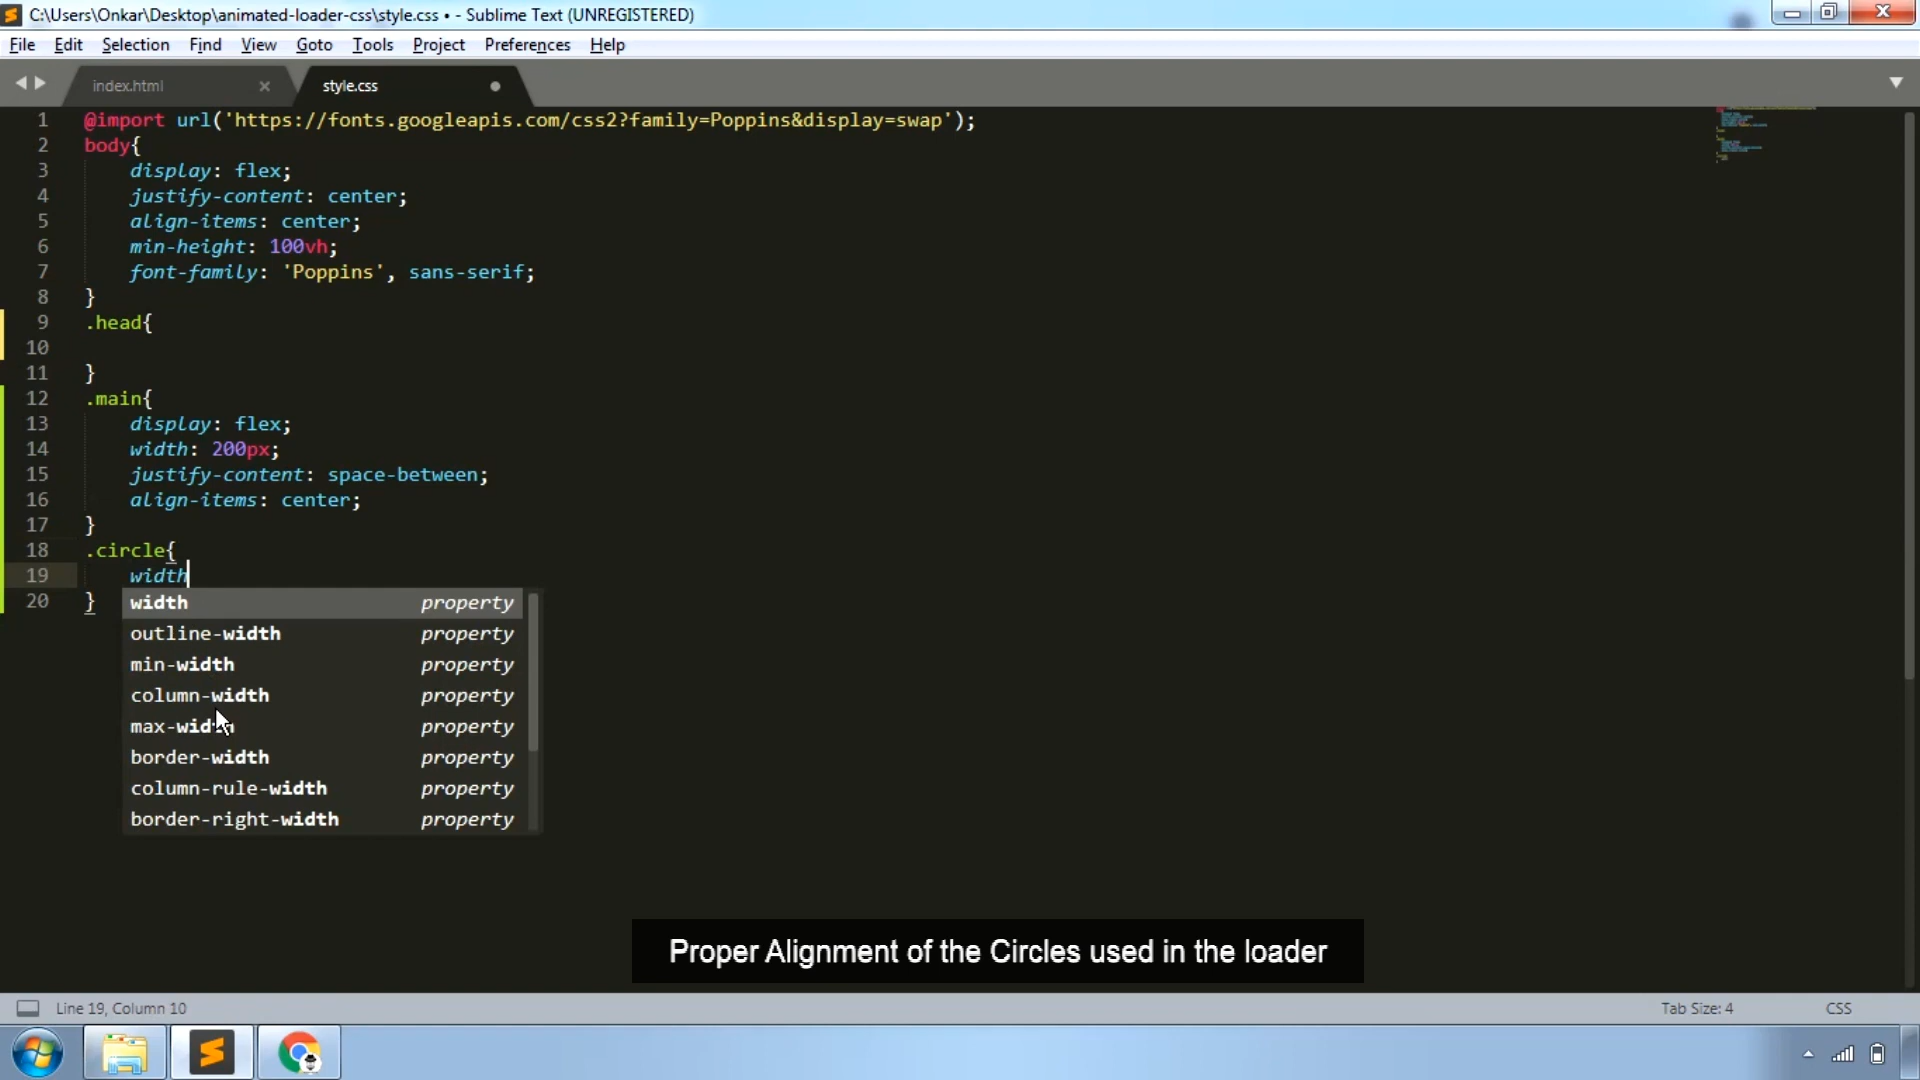 C:\Users\Onkar\Desktop\animated-loader-css\style.css • - Sublime Text (UNREGISTERED)
File Edit Selection Find View Goto Tools Project Preferences Help
index.html × style.css
1 @import url('https://fonts.googleapis.com/css2?family=Poppins&display=swap');
2 body{
3 display: flex;
4 justify-content: center;
5 align-items: center;
6 min-height: 100vh;
7 font-family: 'Poppins', sans-serif;
8 }
9 .head{
10
11 }
12 .main{
13 display: flex;
14 width: 200px;
15 justify-content: space-between;
16 align-items: center;
17 }
18 .circle{
19 width
20 }
width property
outline-width property
min-width property
column-width property
max-width property
border-width property
column-rule-width property
border-right-width property
Proper Alignment of the Circles used in the loader
Line 19, Column 10 Tab Size: 4 CSS